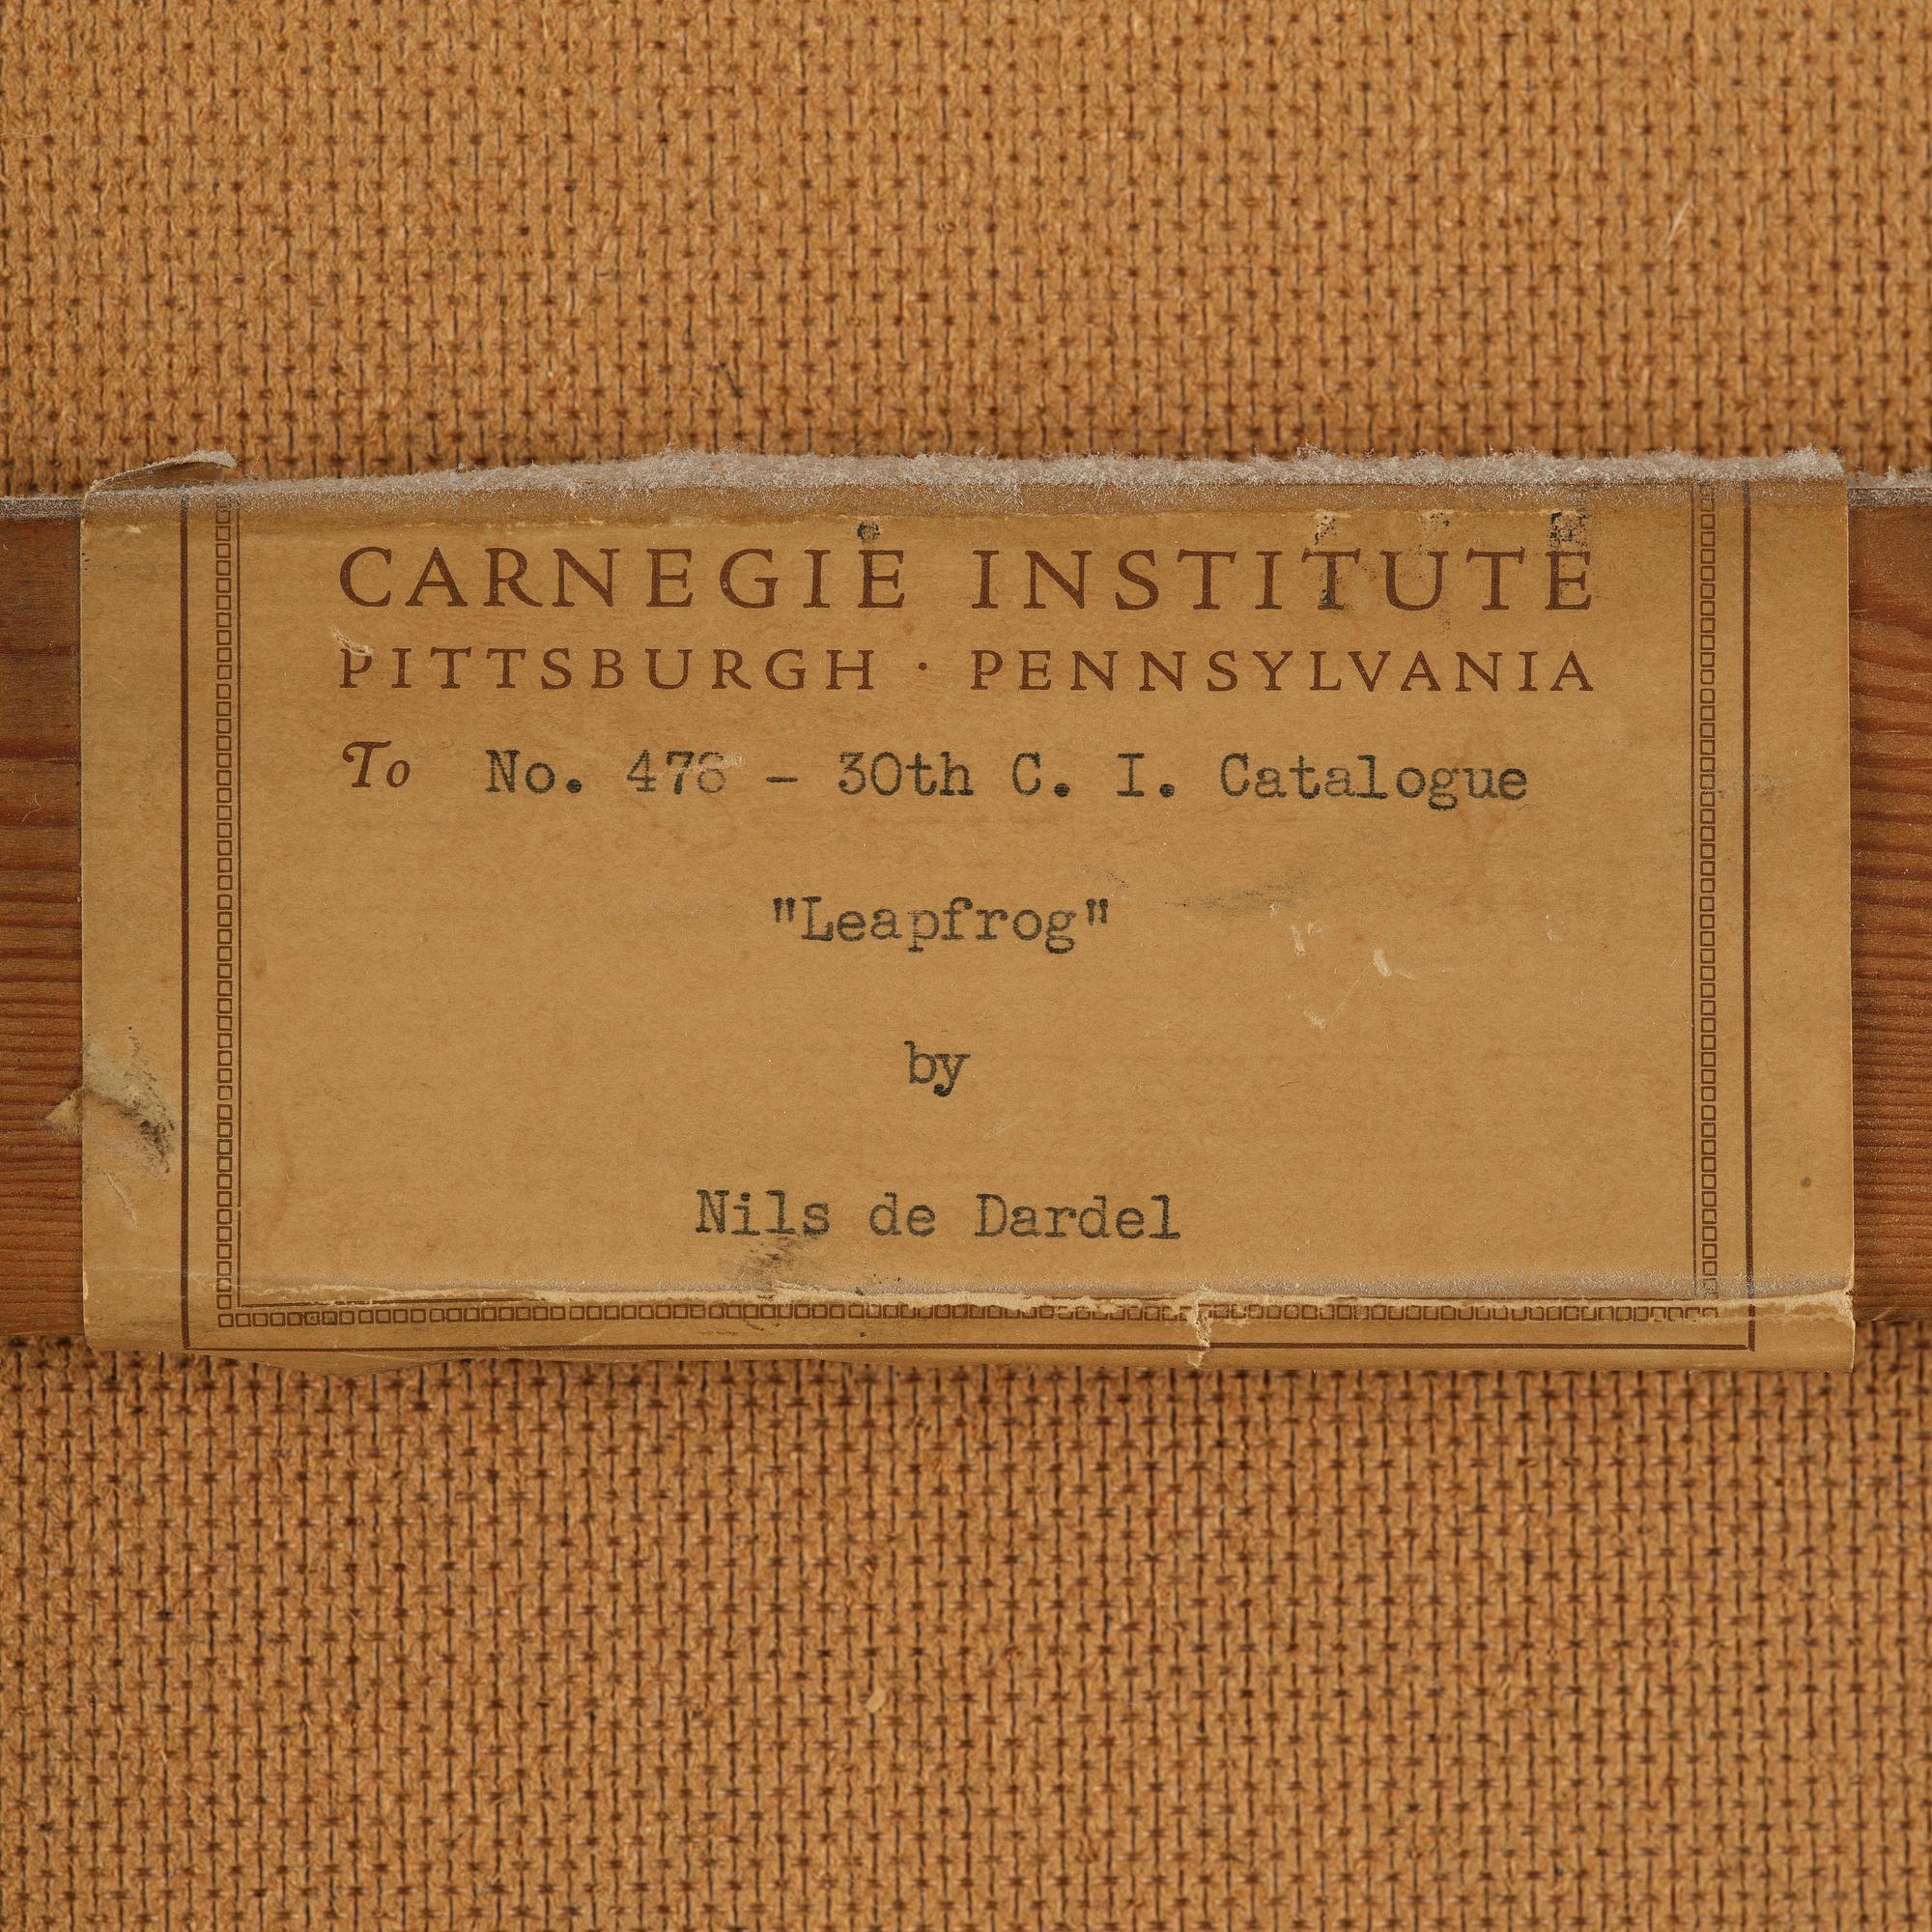 CARNEGIE INSTITUTE
PITTSBURGH · PENNSYLVANIA
To No. 478 - 30th C. I. Catalogue
"Leapfrog"
by
Nils de Dardel